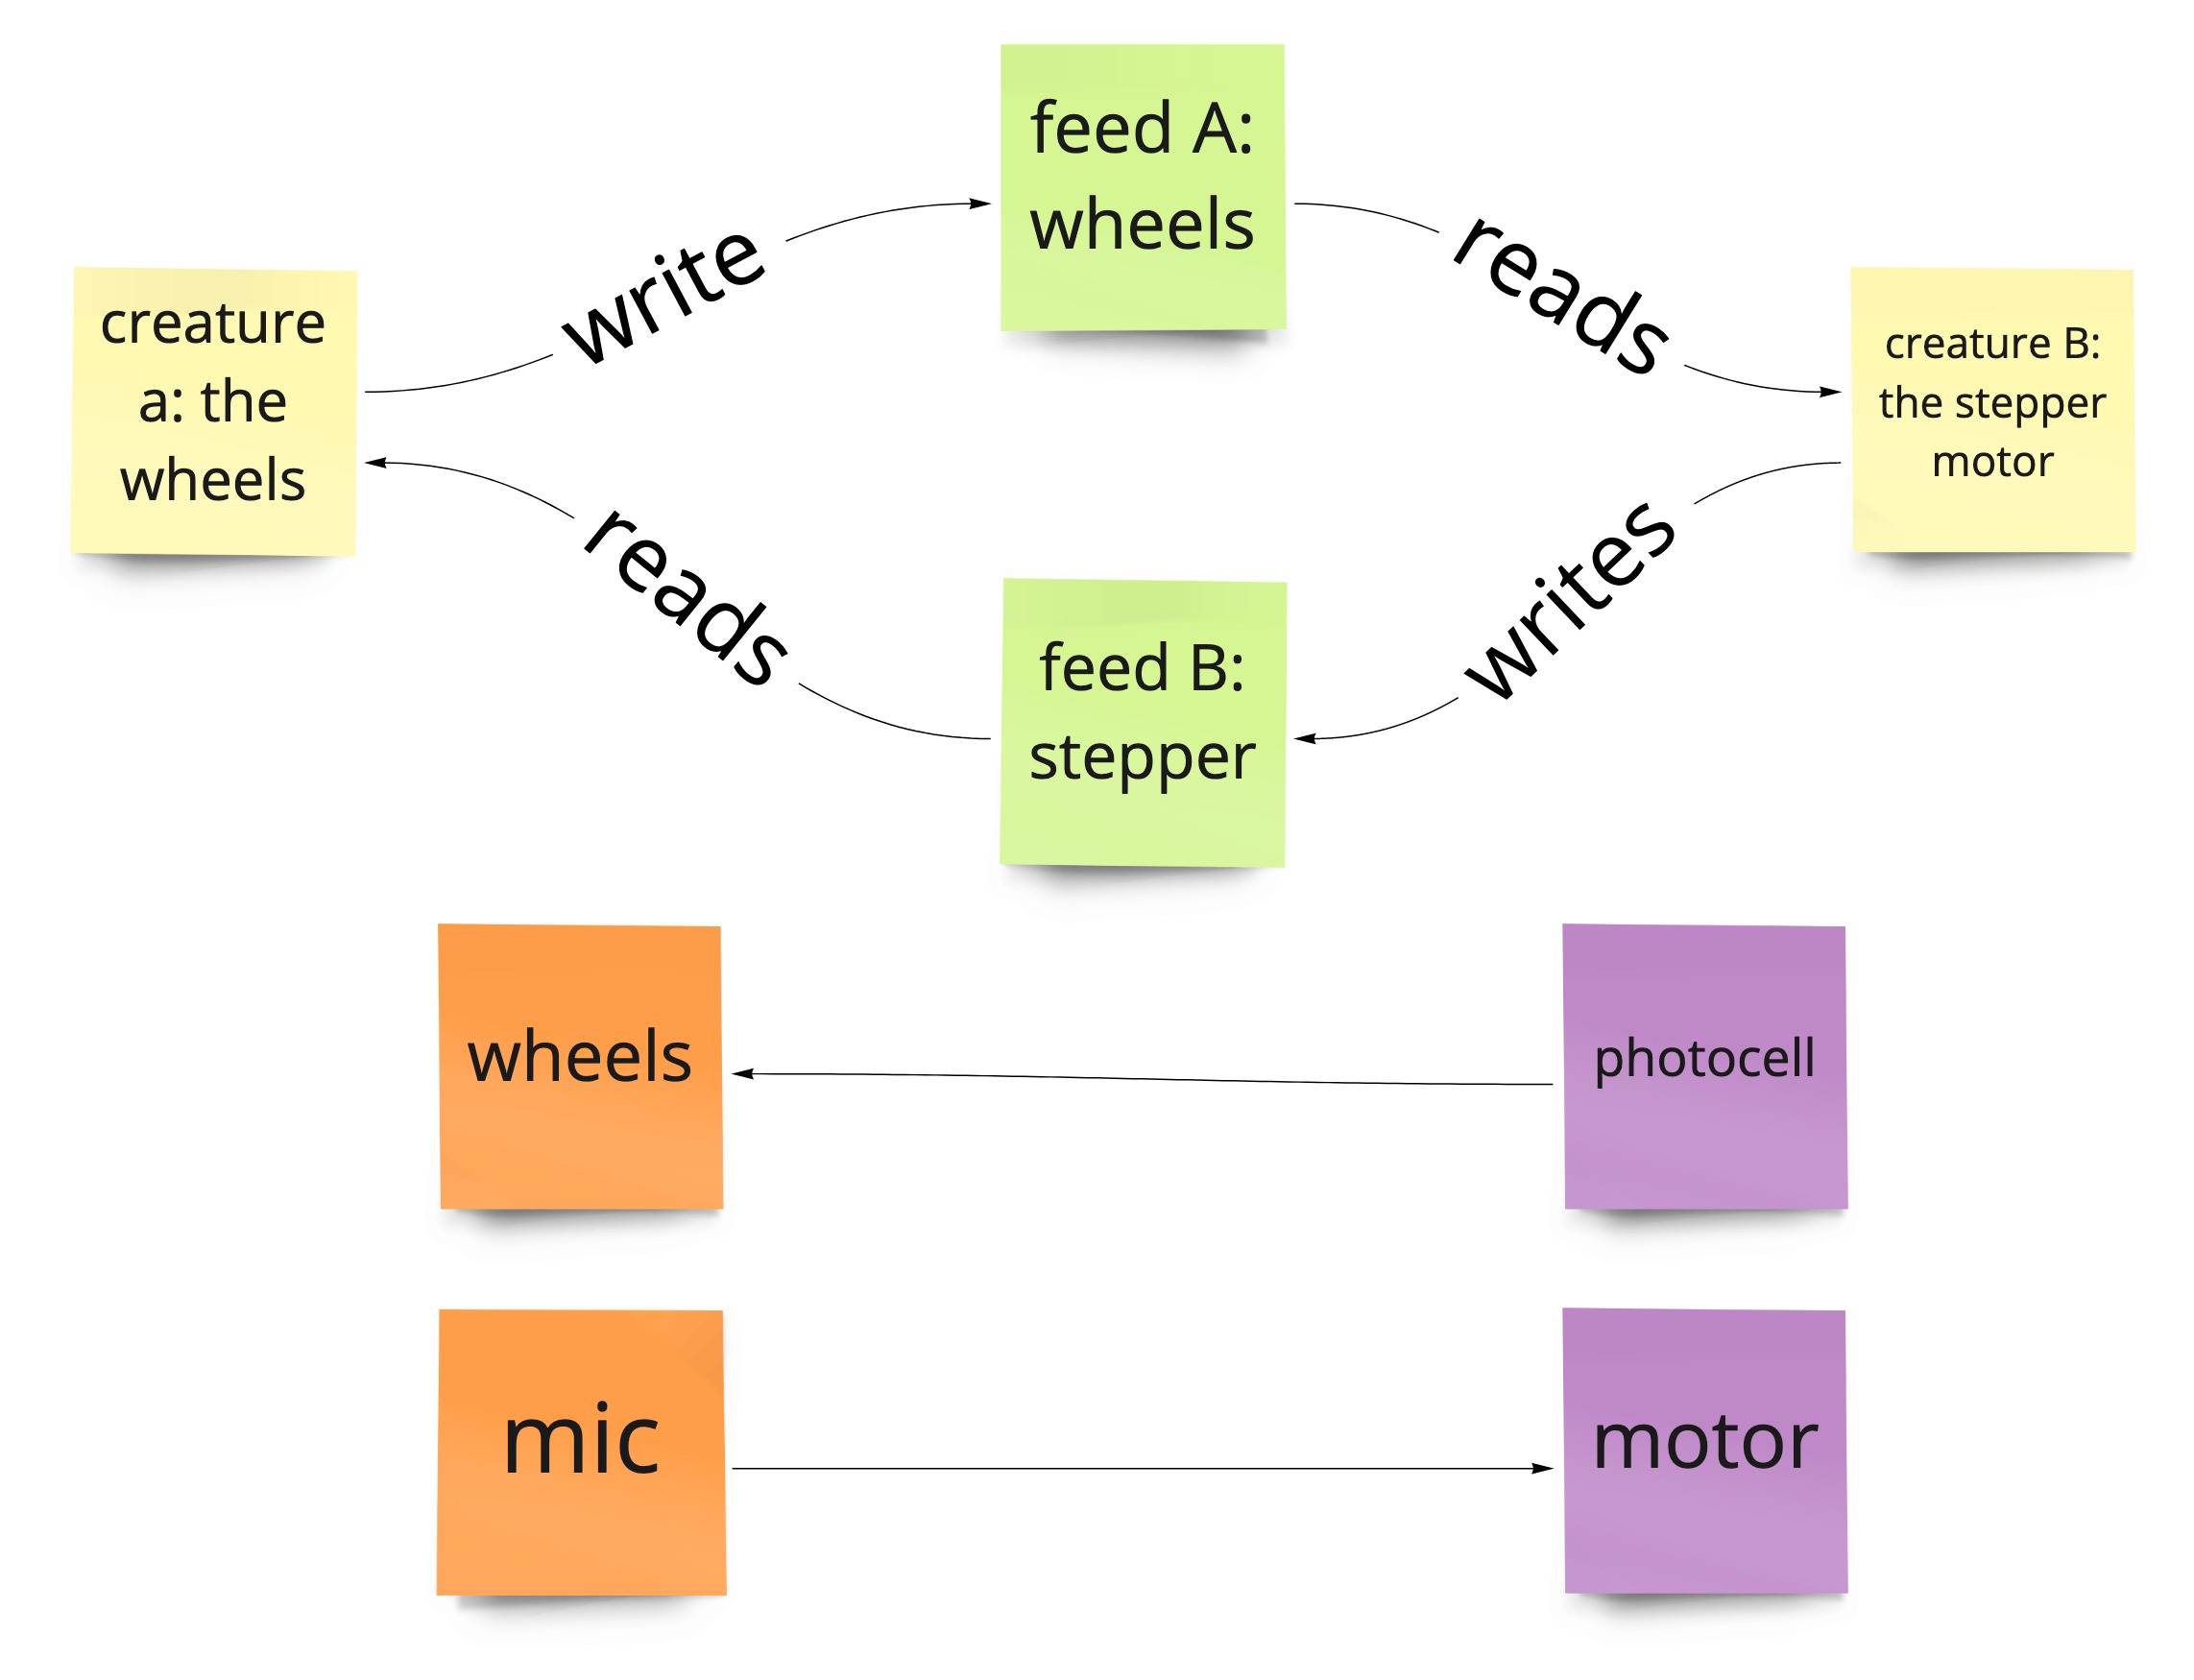 feed A:
wheels
write
reads
creature
a: the
wheels
creature B:
the stepper
motor
reads
writes
feed B:
stepper
wheels
photocell
mic
motor